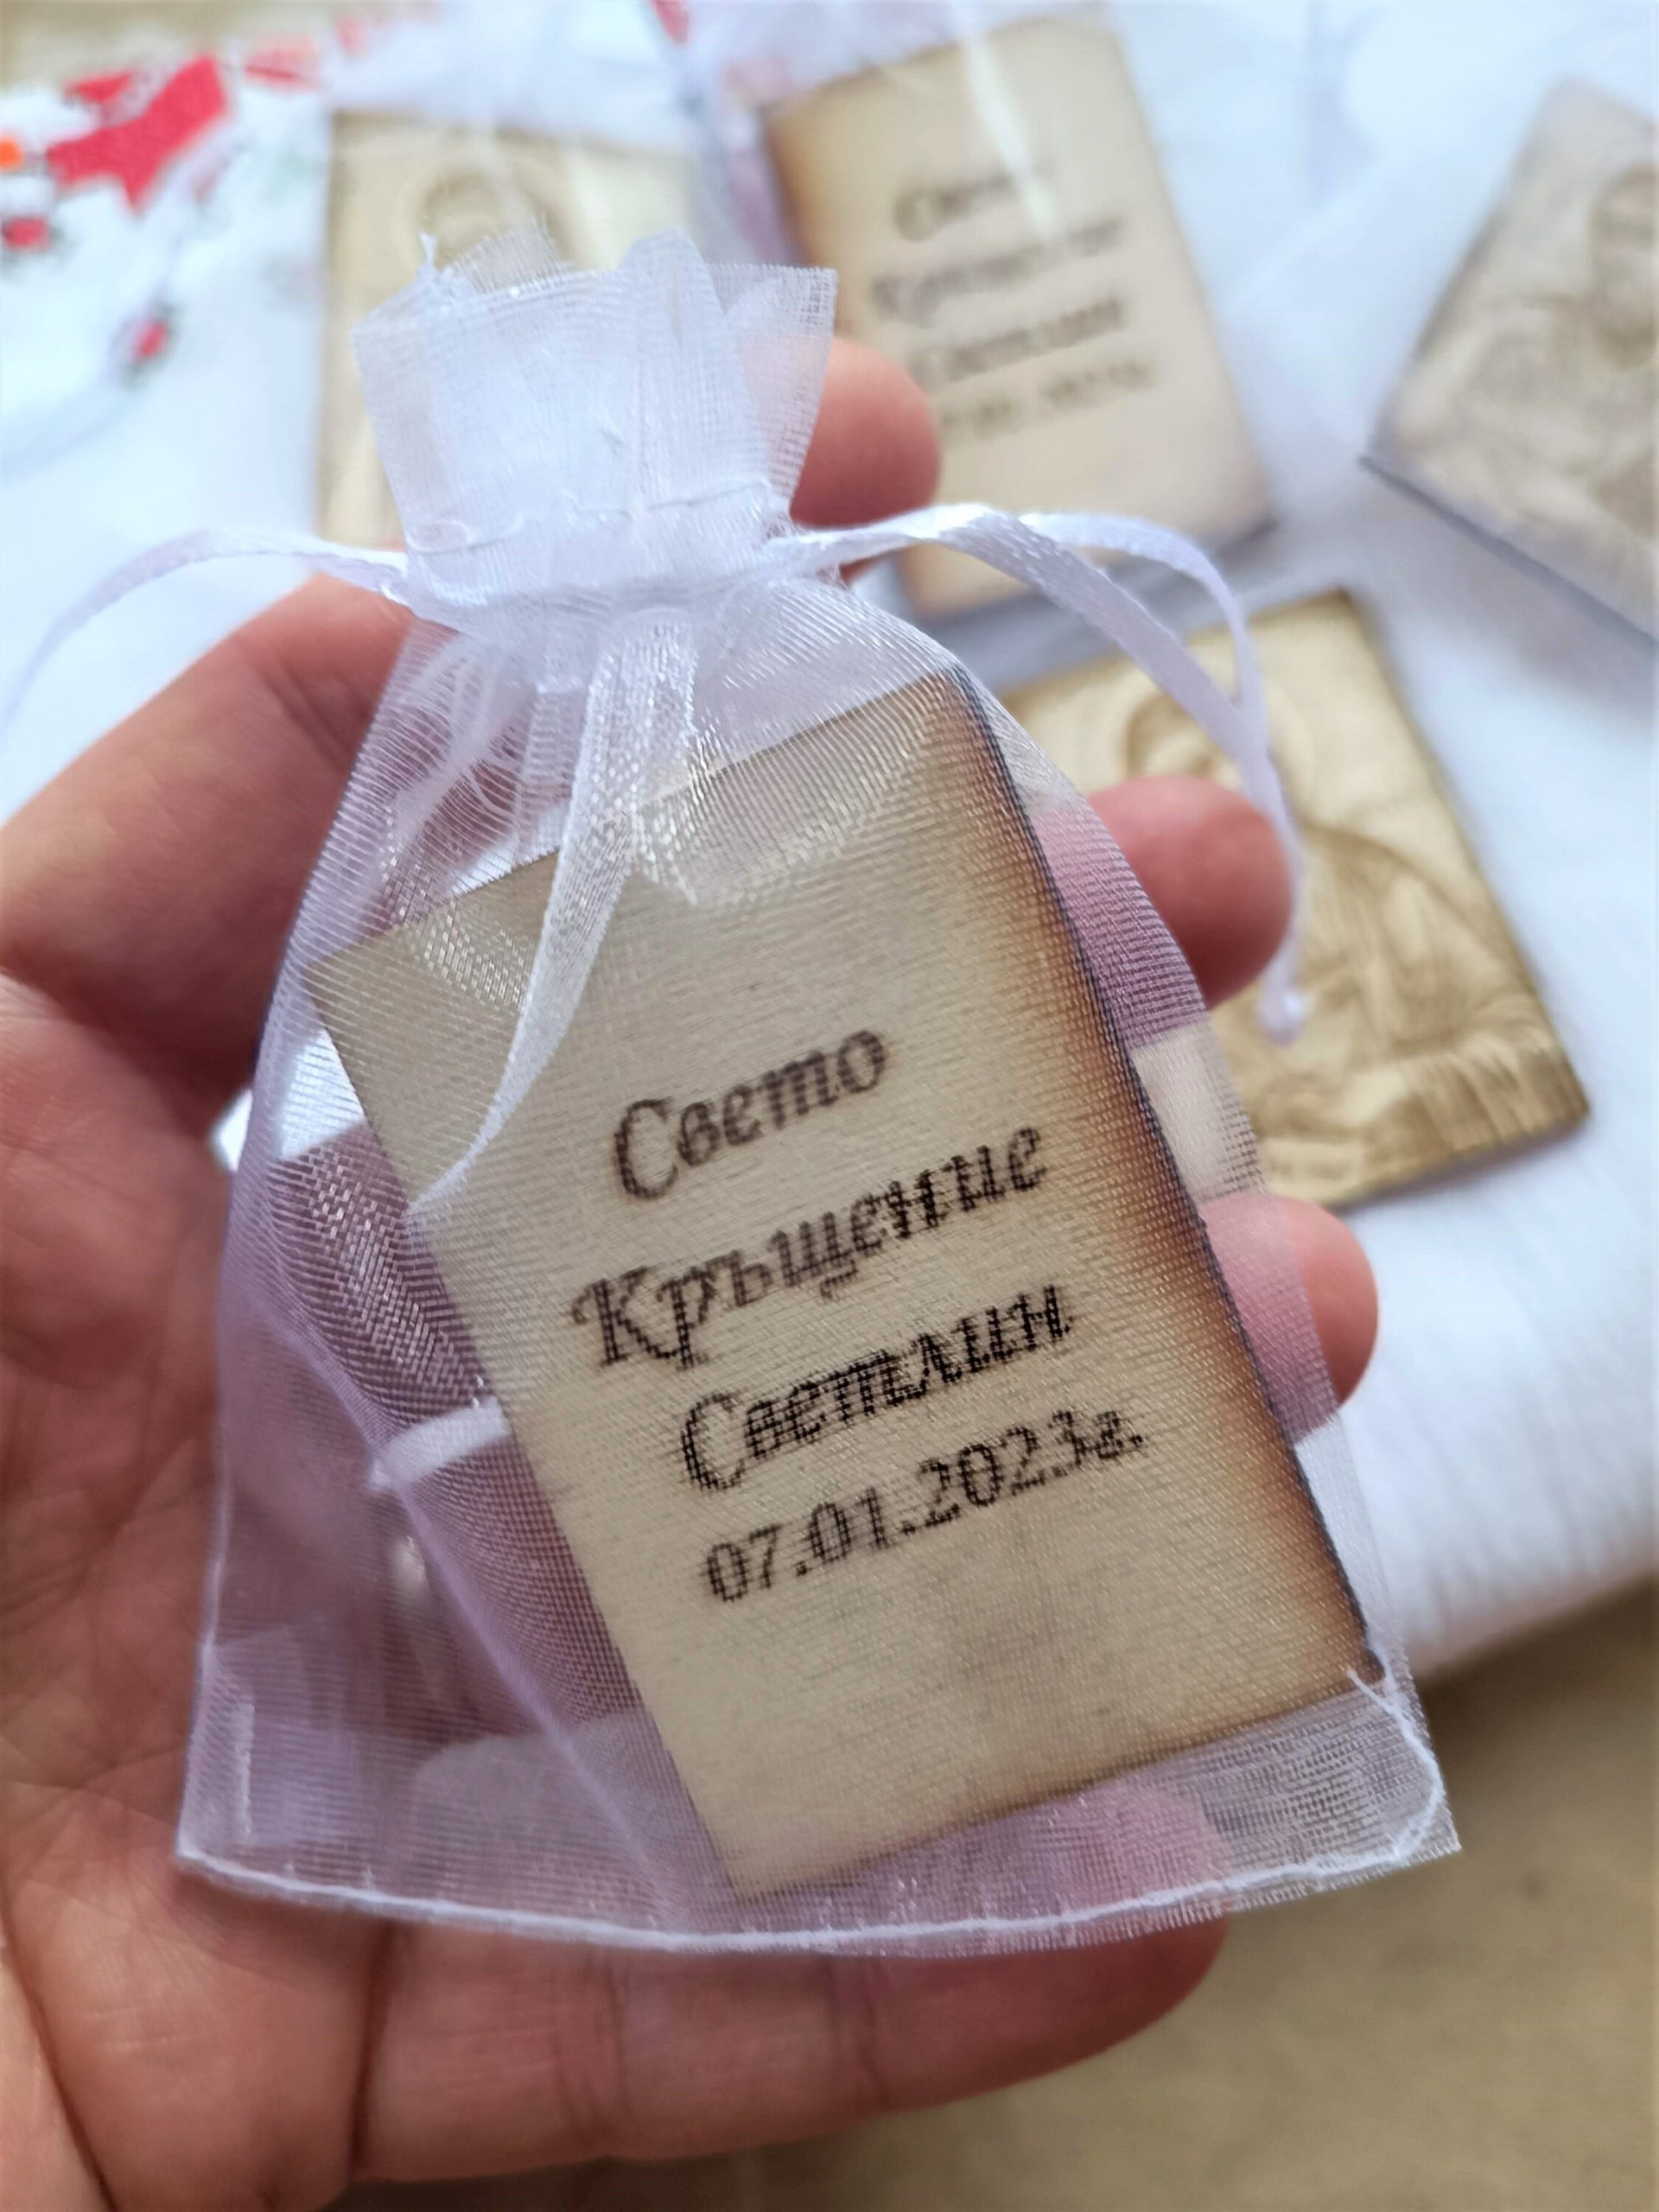 Свето
Кръщение
Светлин
07.01.2023г.